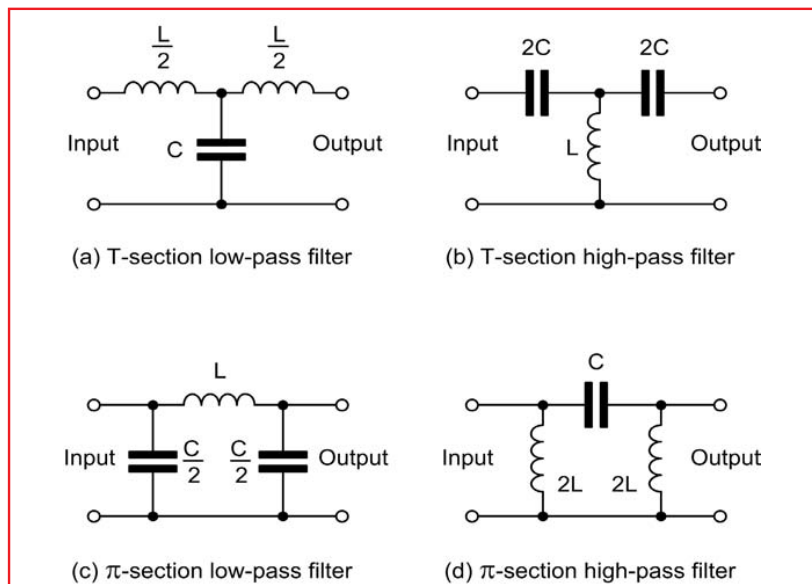 L/2 L/2
Input C Output
(a) T-section low-pass filter
2C 2C
Input L Output
(b) T-section high-pass filter
L
Input C/2 C/2 Output
(c) π-section low-pass filter
C
Input 2L 2L Output
(d) π-section high-pass filter